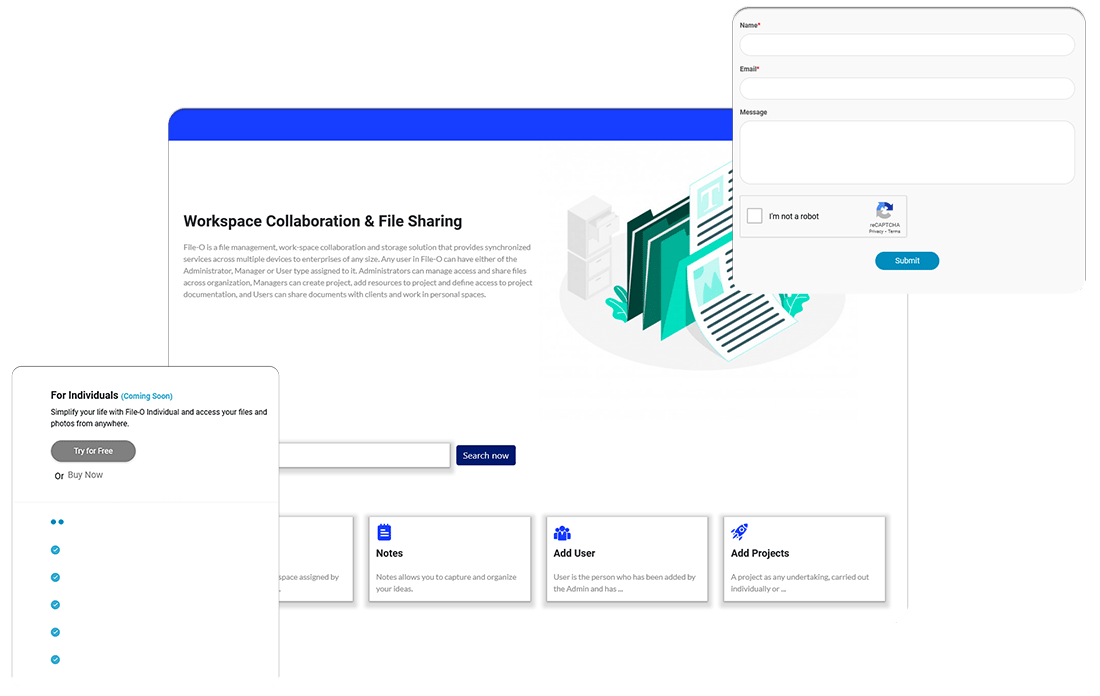 Name*
Email*
Message
I'm not a robot
reCAPTCHA
Privacy - Terms
Submit
Workspace Collaboration & File Sharing
File-O is a file management, work-space collaboration and storage solution that provides synchronized
services across multiple devices to enterprises of any size. Any user in File-O can have either of the
Administrator, Manager or User type assigned to it. Administrators can manage access and share files
across organization, Managers can create project, add resources to project and define access to project
documentation, and Users can share documents with clients and work in personal spaces.
T
For Individuals (Coming Soon)
Simplify your life with File-O Individual and access your files and
photos from anywhere.
Try for Free
Or Buy Now
Search now
space assigned by
.
Notes
Notes allows you to capture and organize
your ideas.
Add User
User is the person who has been added by
the Admin and has ...
Add Projects
A project as any undertaking, carried out
individually or ...